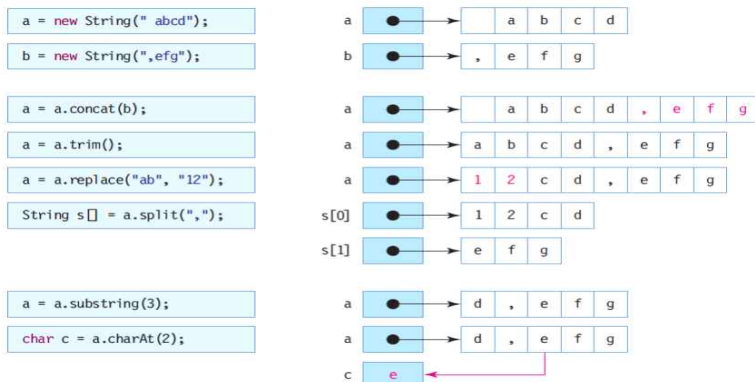 a = new String(" abcd"); a a b c d
b = new String(",efg"); b , e f g
a = a.concat(b); a a b c d , e f g
a = a.trim(); a a b c d , e f g
a = a.replace("ab", "12"); a 1 2 c d , e f g
String s[] = a.split(","); s[0] 1 2 c d
s[1] e f g
a = a.substring(3); a d , e f g
char c = a.charAt(2); a d , e f g
c e